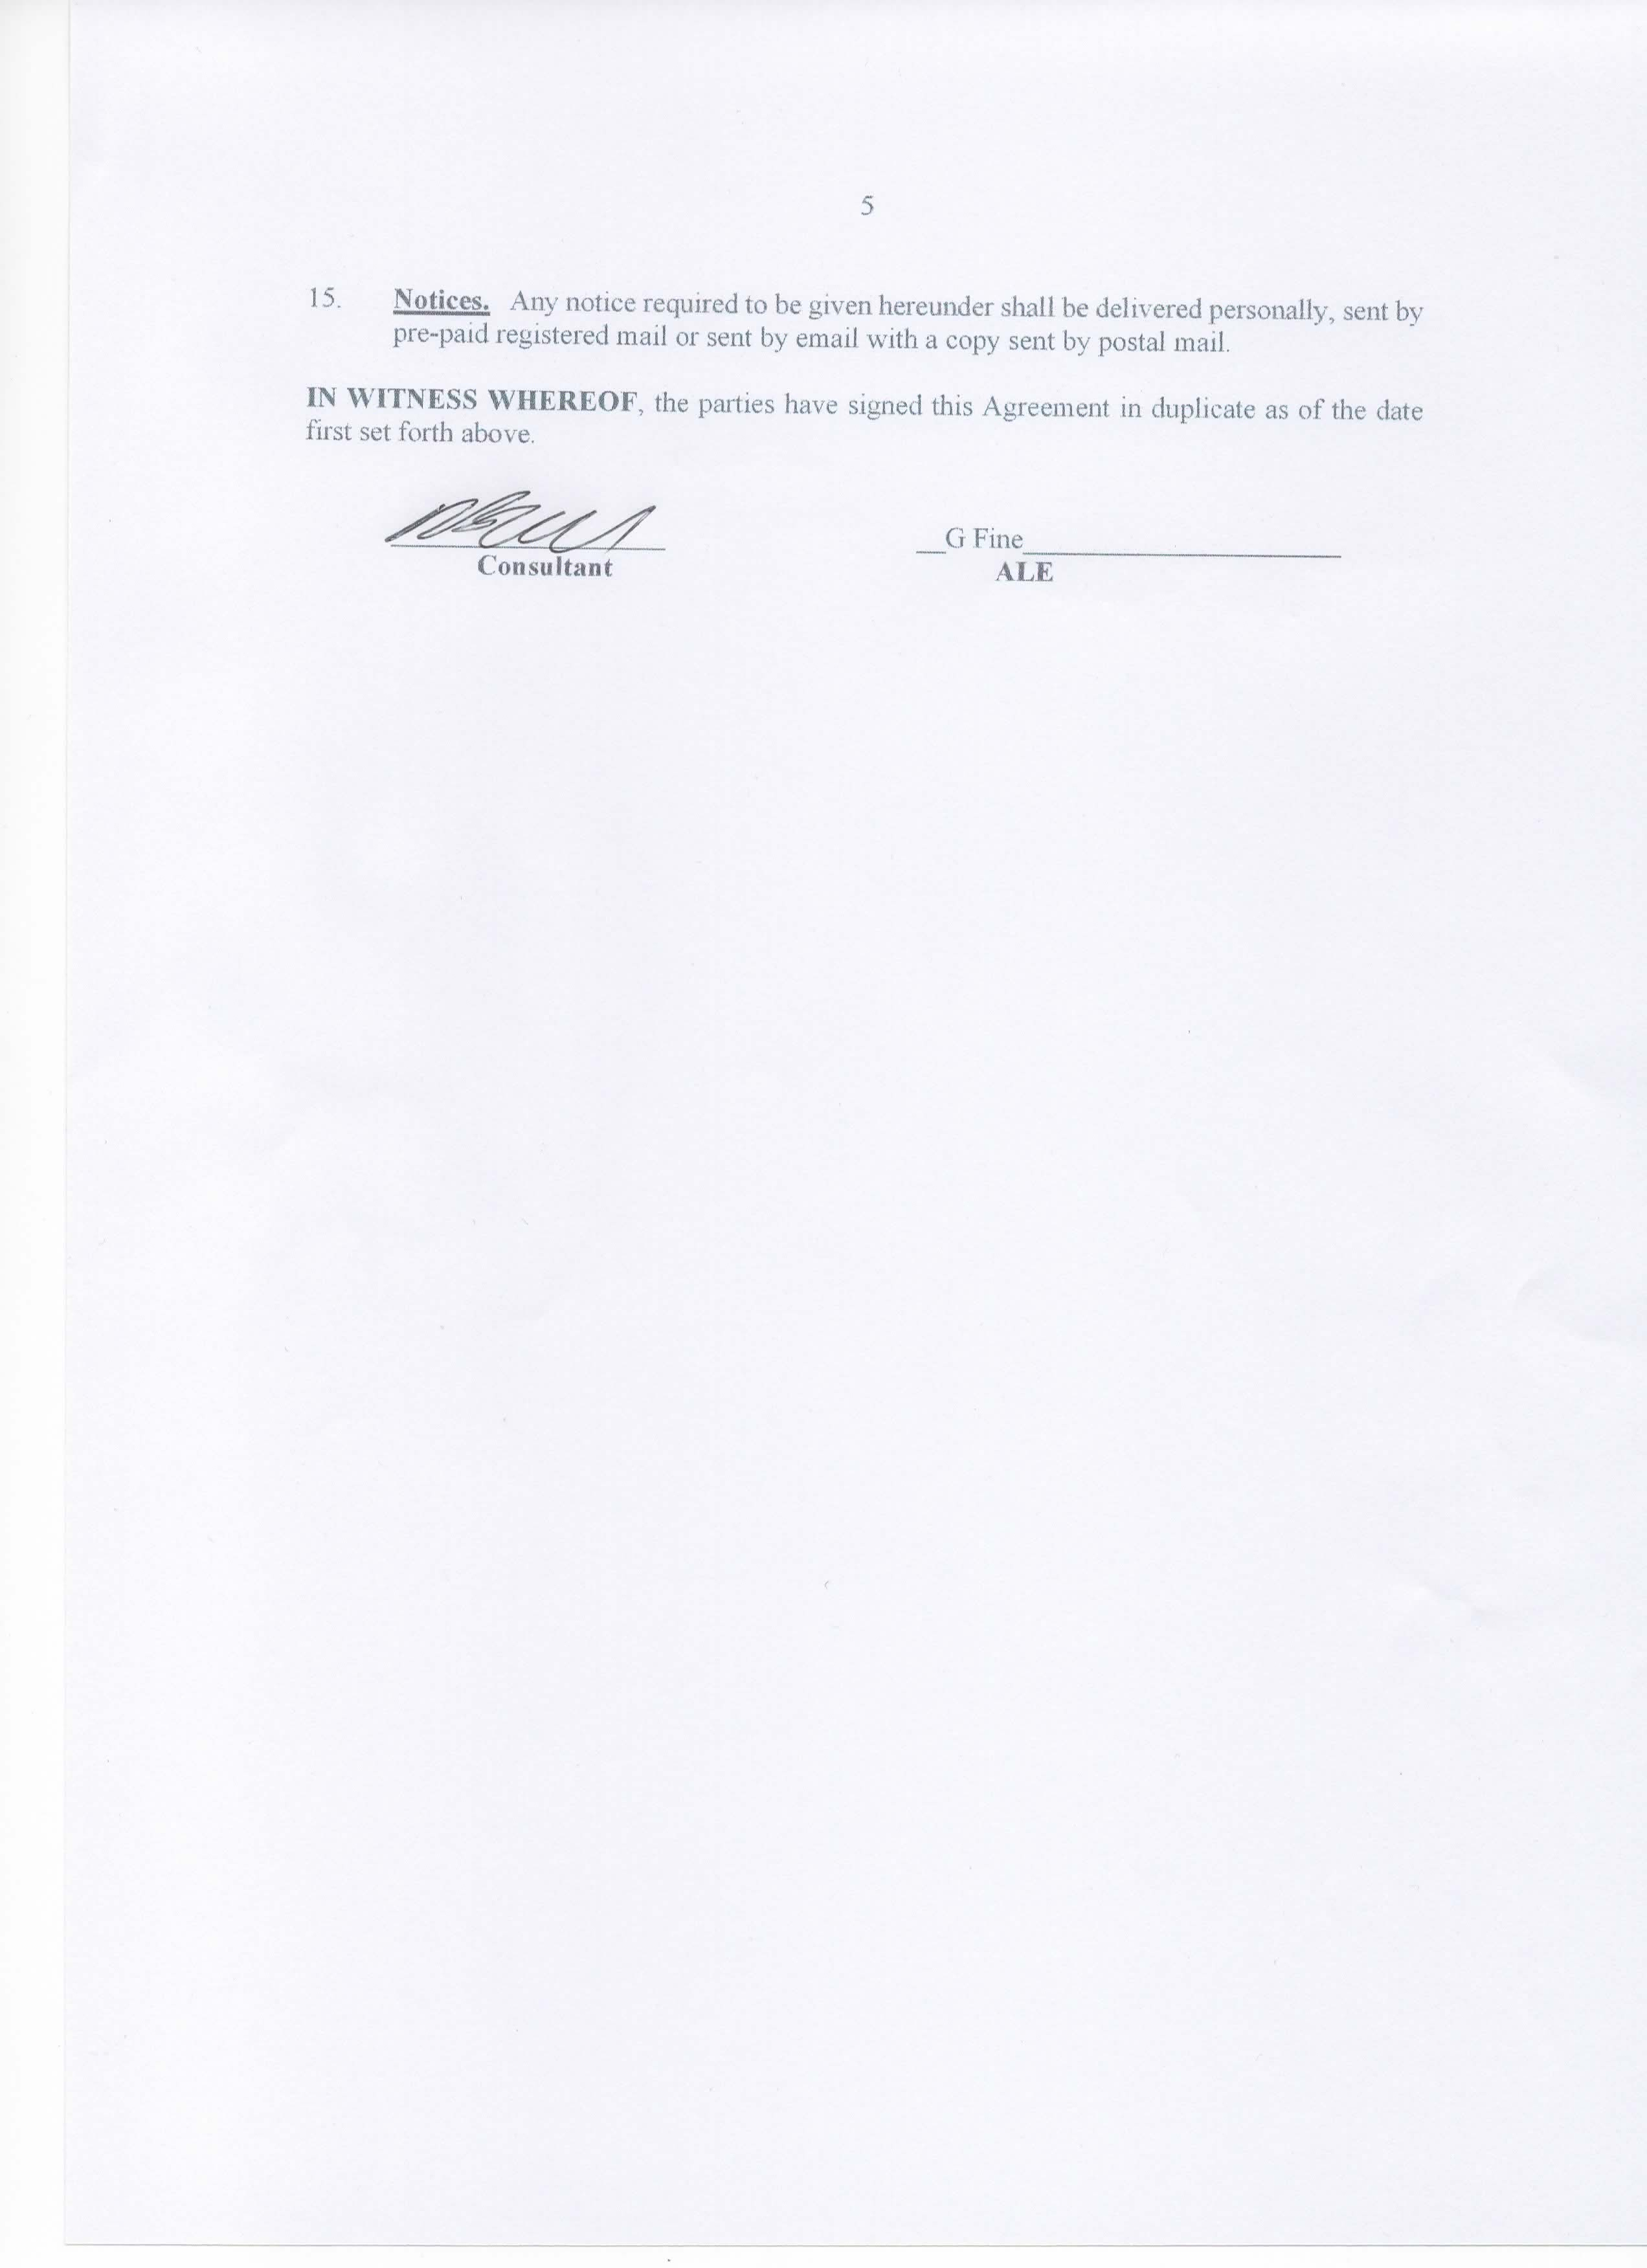 5
15. Notices. Any notice required to be given hereunder shall be delivered personally, sent by
pre-paid registered mail or sent by email with a copy sent by postal mail.
IN WITNESS WHEREOF, the parties have signed this Agreement in duplicate as of the date
first set forth above.
__G Fine______________________
Consultant ALE